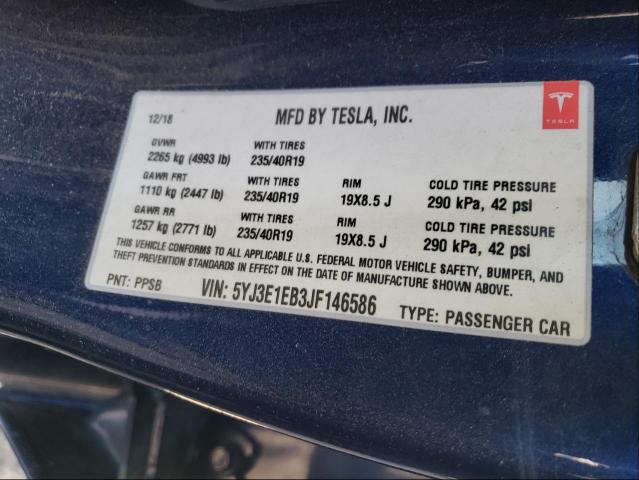 12/18 MFD BY TESLA, INC.
TESLA
GVWR WITH TIRES
2265 kg (4993 lb) 235/40R19
GAWR FRT WITH TIRES RIM COLD TIRE PRESSURE
1110 kg (2447 lb) 235/40R19 19X8.5 J 290 kPa, 42 psi
GAWR RR WITH TIRES RIM COLD TIRE PRESSURE
1257 kg (2771 lb) 235/40R19 19X8.5 J 290 kPa, 42 psi
THIS VEHICLE CONFORMS TO ALL APPLICABLE U.S. FEDERAL MOTOR VEHICLE SAFETY, BUMPER, AND
THEFT PREVENTION STANDARDS IN EFFECT ON THE DATE OF MANUFACTURE SHOWN ABOVE.
PNT: PPSB VIN: 5YJ3E1EB3JF146586 TYPE: PASSENGER CAR